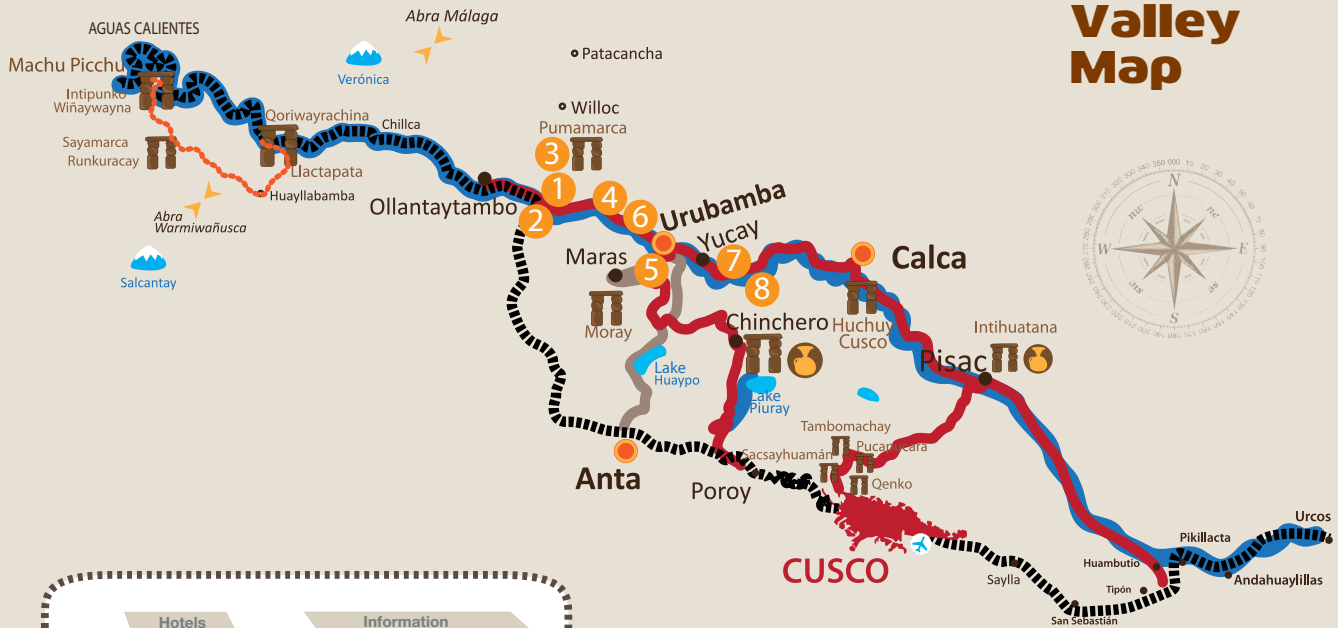 Valley
Map
AGUAS CALIENTES
Machu Picchu
Intipunko
Wiñaywayna
Sayamarca
Runkuracay
Abra Málaga
Verónica
Patacancha
Willoc
Pumamarca
Qoriwayrachina
Chillca
Llactapata
Huayllabamba
Abra
Warmiwañusca
Salcantay
Ollantaytambo
3
1
2
4
6
Urubamba
Yucay
7
8
5
Maras
Moray
Calca
Huchuy
Cusco
Chinchero
Lake
Huaypo
Lake
Piuray
Intihuatana
Pisac
Tambomachay
Pucapucara
Sacsayhuamán
Qenko
Anta
Poroy
CUSCO
Saylla
San Sebastián
Tipón
Huambutio
Pikillacta
Andahuaylillas
Urcos
N
ne
E
se
S
sw
W
nw
Hotels
Information